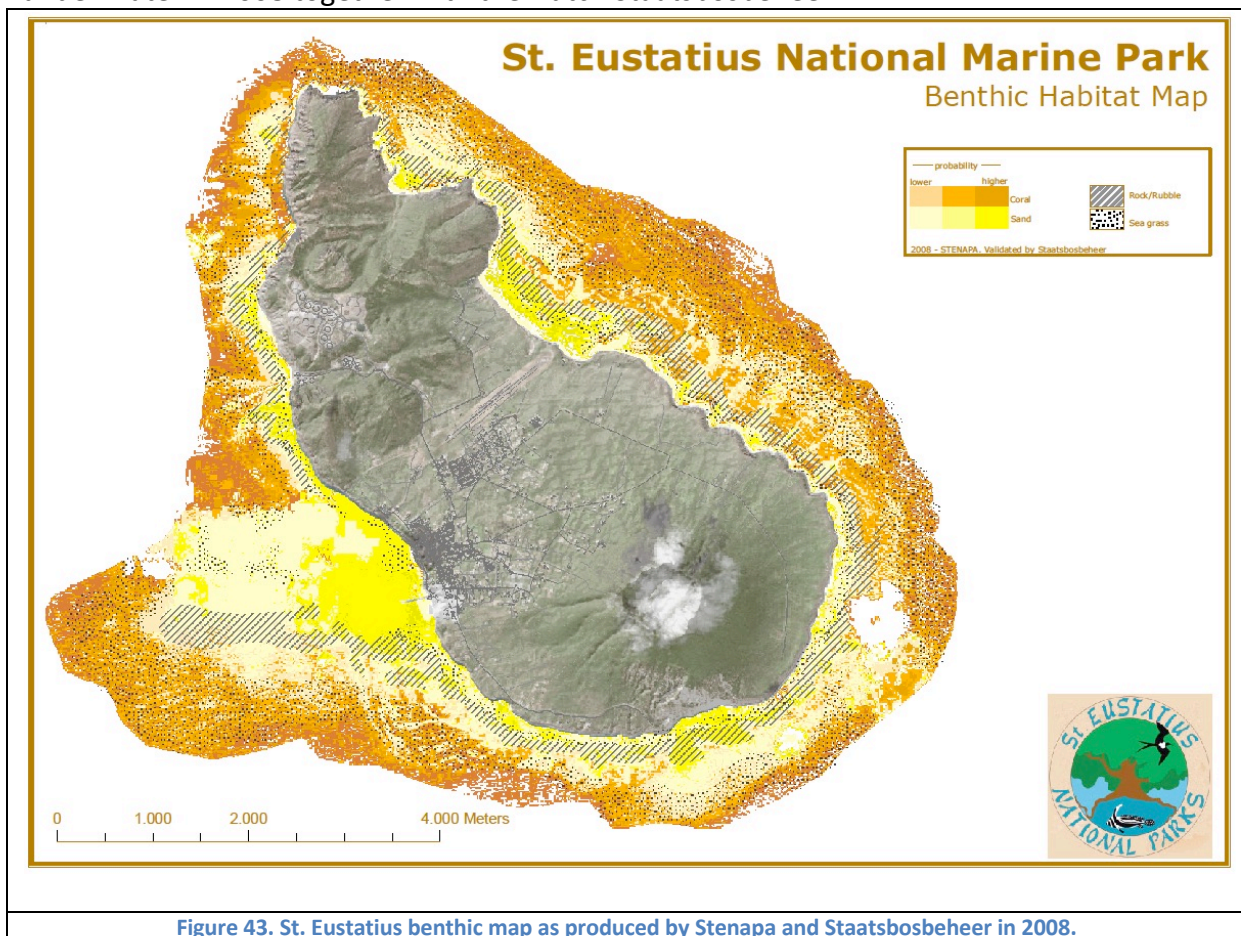 St. Eustatius National Marine Park
Benthic Habitat Map
probability
lower higher
Coral
Sand
Rock/Rubble
Sea grass
2008 - STENAPA. Validated by Staatsbosbeheer
0 1.000 2.000 4.000 Meters
St EUSTATIUS
NATIONAL PARKS
Figure 43. St. Eustatius benthic map as produced by Stenapa and Staatsbosbeheer in 2008.